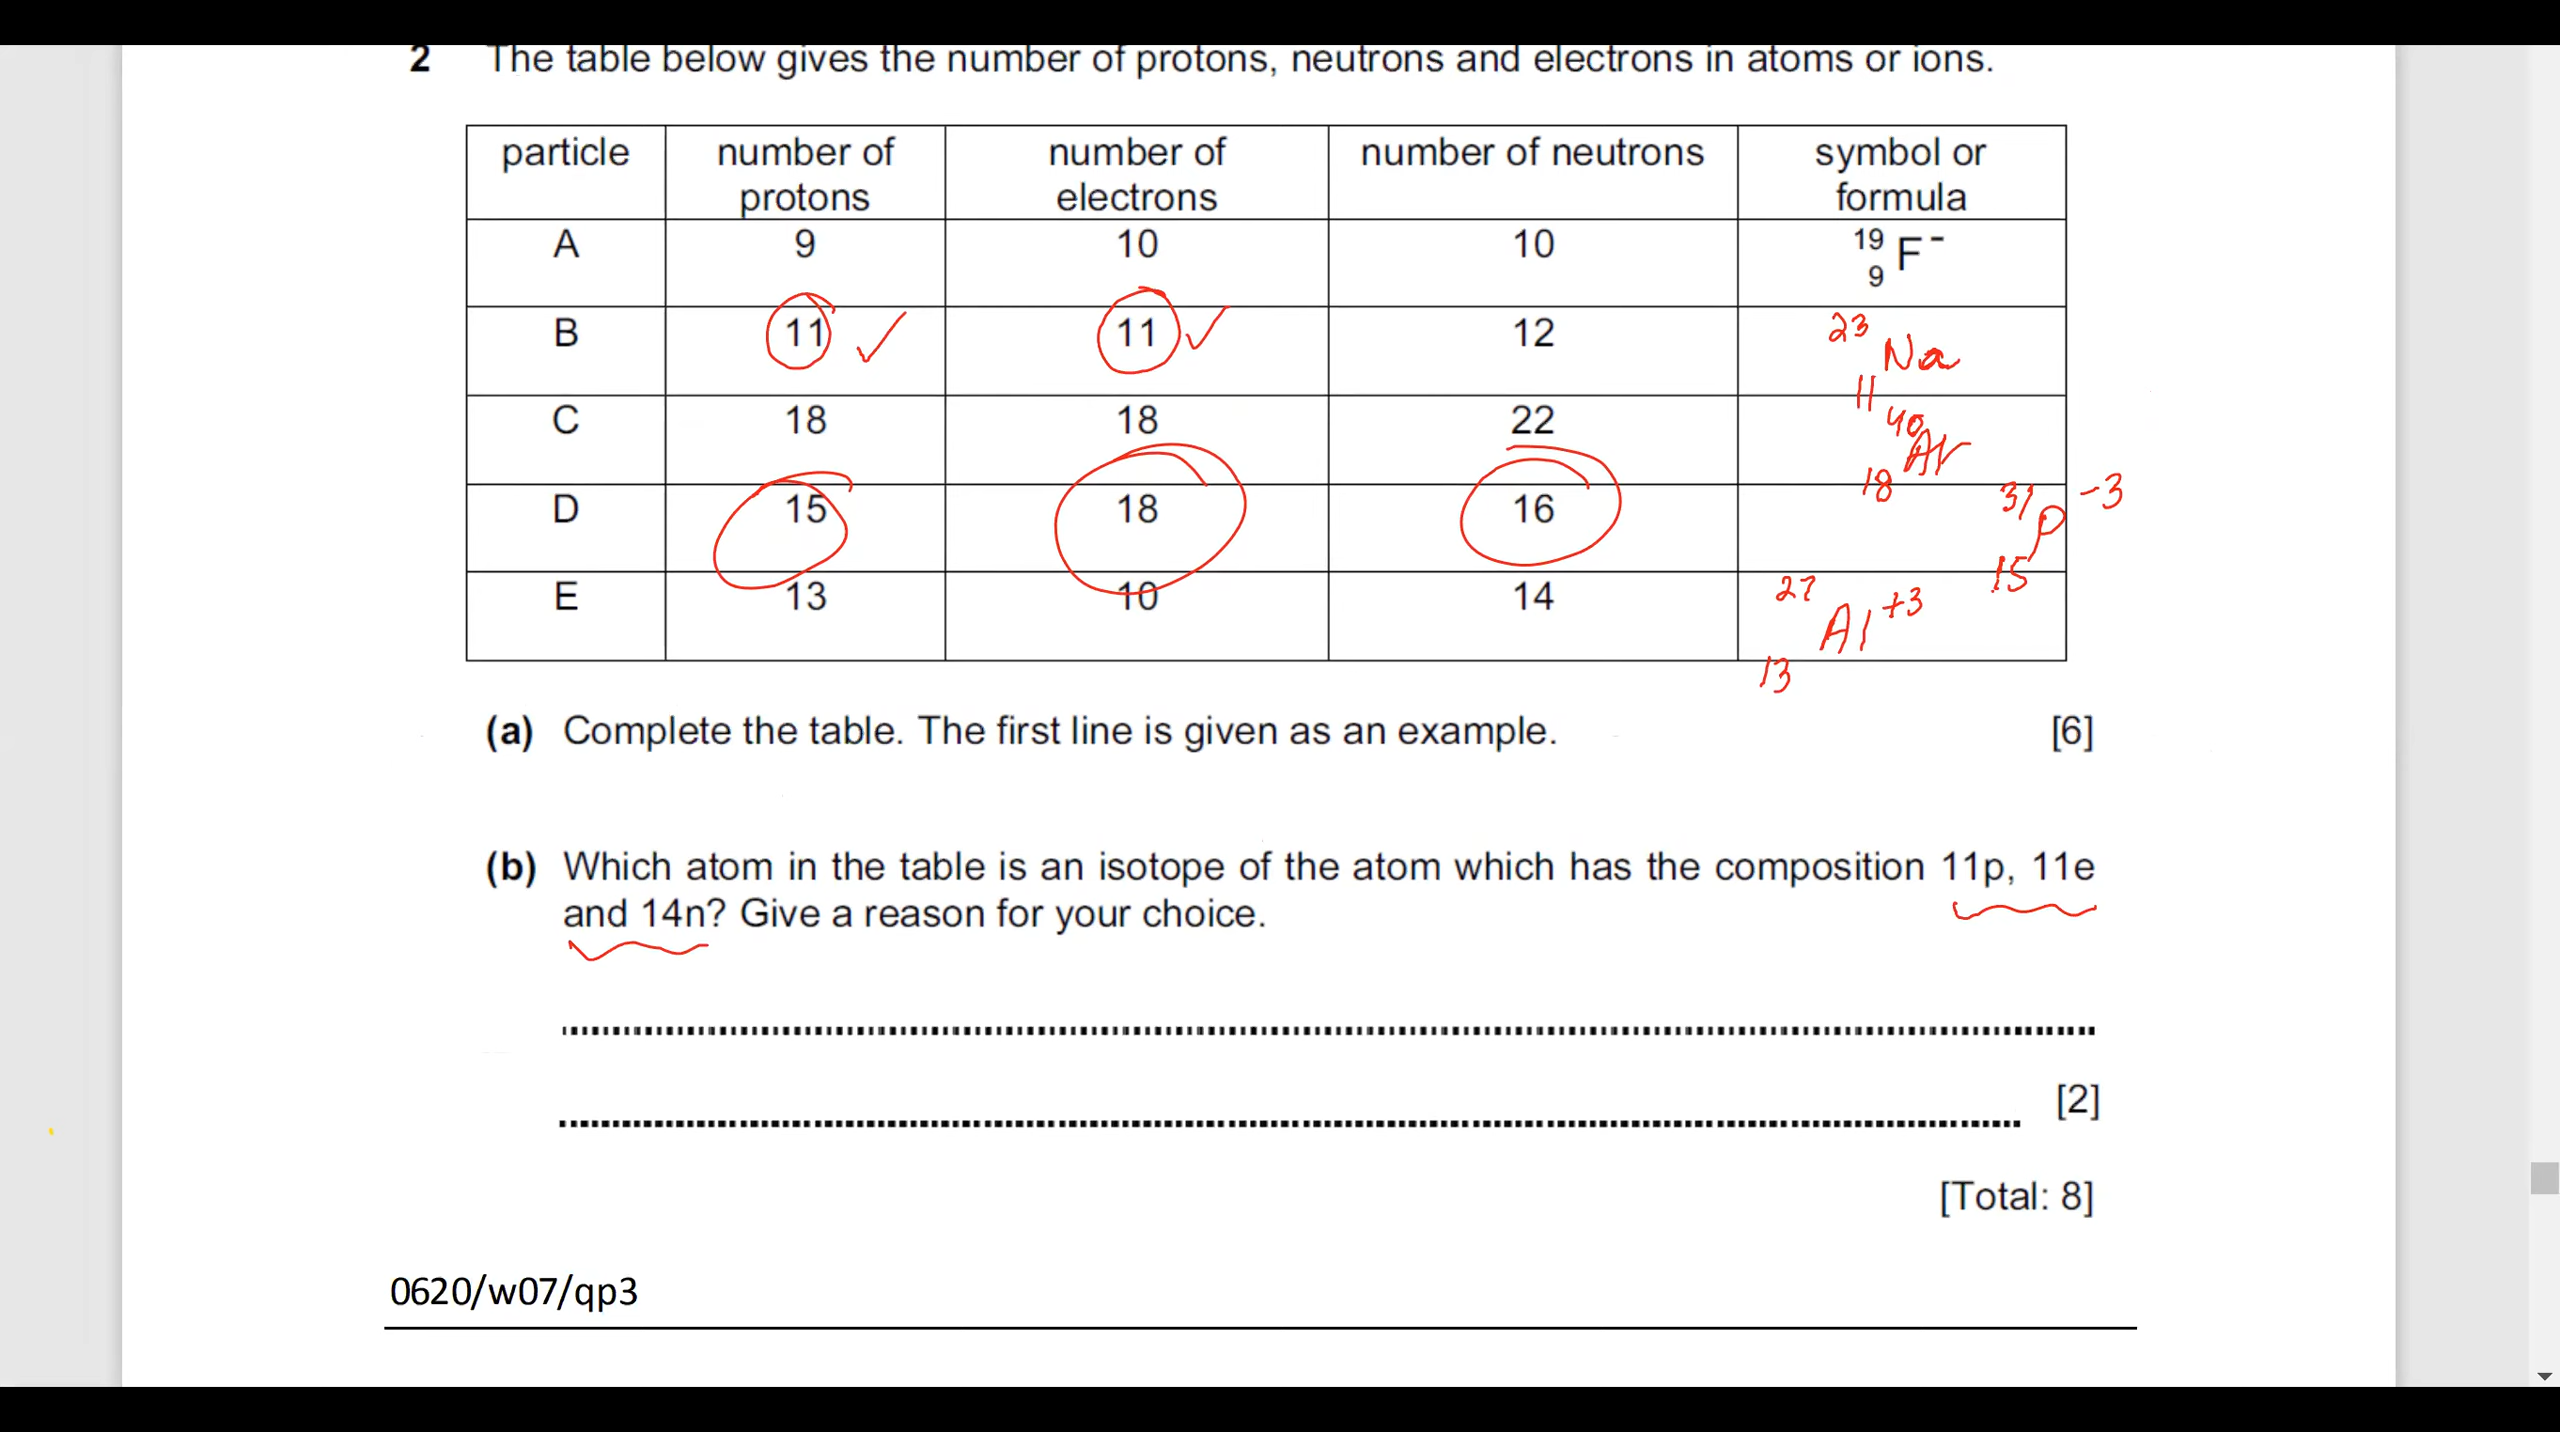 2 The table below gives the number of protons, neutrons and electrons in atoms or ions.
particle number of protons number of electrons number of neutrons symbol or formula
A 9 10 10 19 9 F -
B 11 11 12 23 11 Na
C 18 18 22 40 18 Ar
D 15 18 16 31 15 P -3
E 13 10 14 27 13 Al +3
(a) Complete the table. The first line is given as an example. [6]
(b) Which atom in the table is an isotope of the atom which has the composition 11p, 11e
and 14n? Give a reason for your choice.
[2]
[Total: 8]
0620/w07/qp3